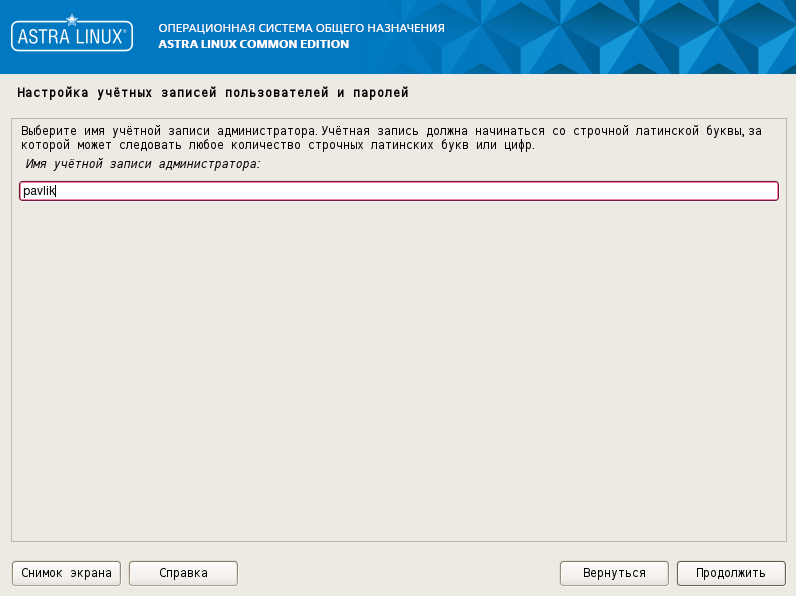 ASTRA LINUX®
ОПЕРАЦИОННАЯ СИСТЕМА ОБЩЕГО НАЗНАЧЕНИЯ
ASTRA LINUX COMMON EDITION
Настройка учётных записей пользователей и паролей
Выберите имя учётной записи администратора. Учётная запись должна начинаться со строчной латинской буквы, за
которой может следовать любое количество строчных латинских букв или цифр.
Имя учётной записи администратора:
pavlik
Снимок экрана
Справка
Вернуться
Продолжить